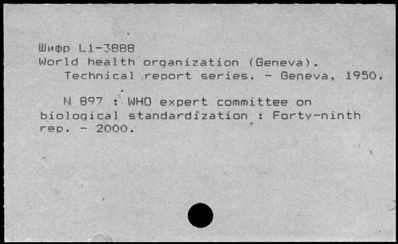 Шифр L1-3888
World health organization (Geneva).
Technical report series. - Geneva, 1950.
N 897 : WHO expert committee on
biological standardization : Forty-ninth
rep. - 2000.